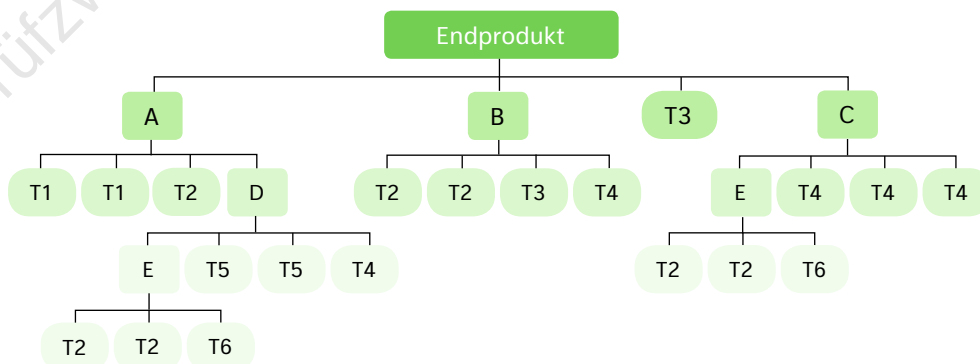 Endprodukt
A B T3 C
T1 T1 T2 D T2 T2 T3 T4 E T4 T4 T4
E T5 T5 T4 T2 T2 T6
T2 T2 T6